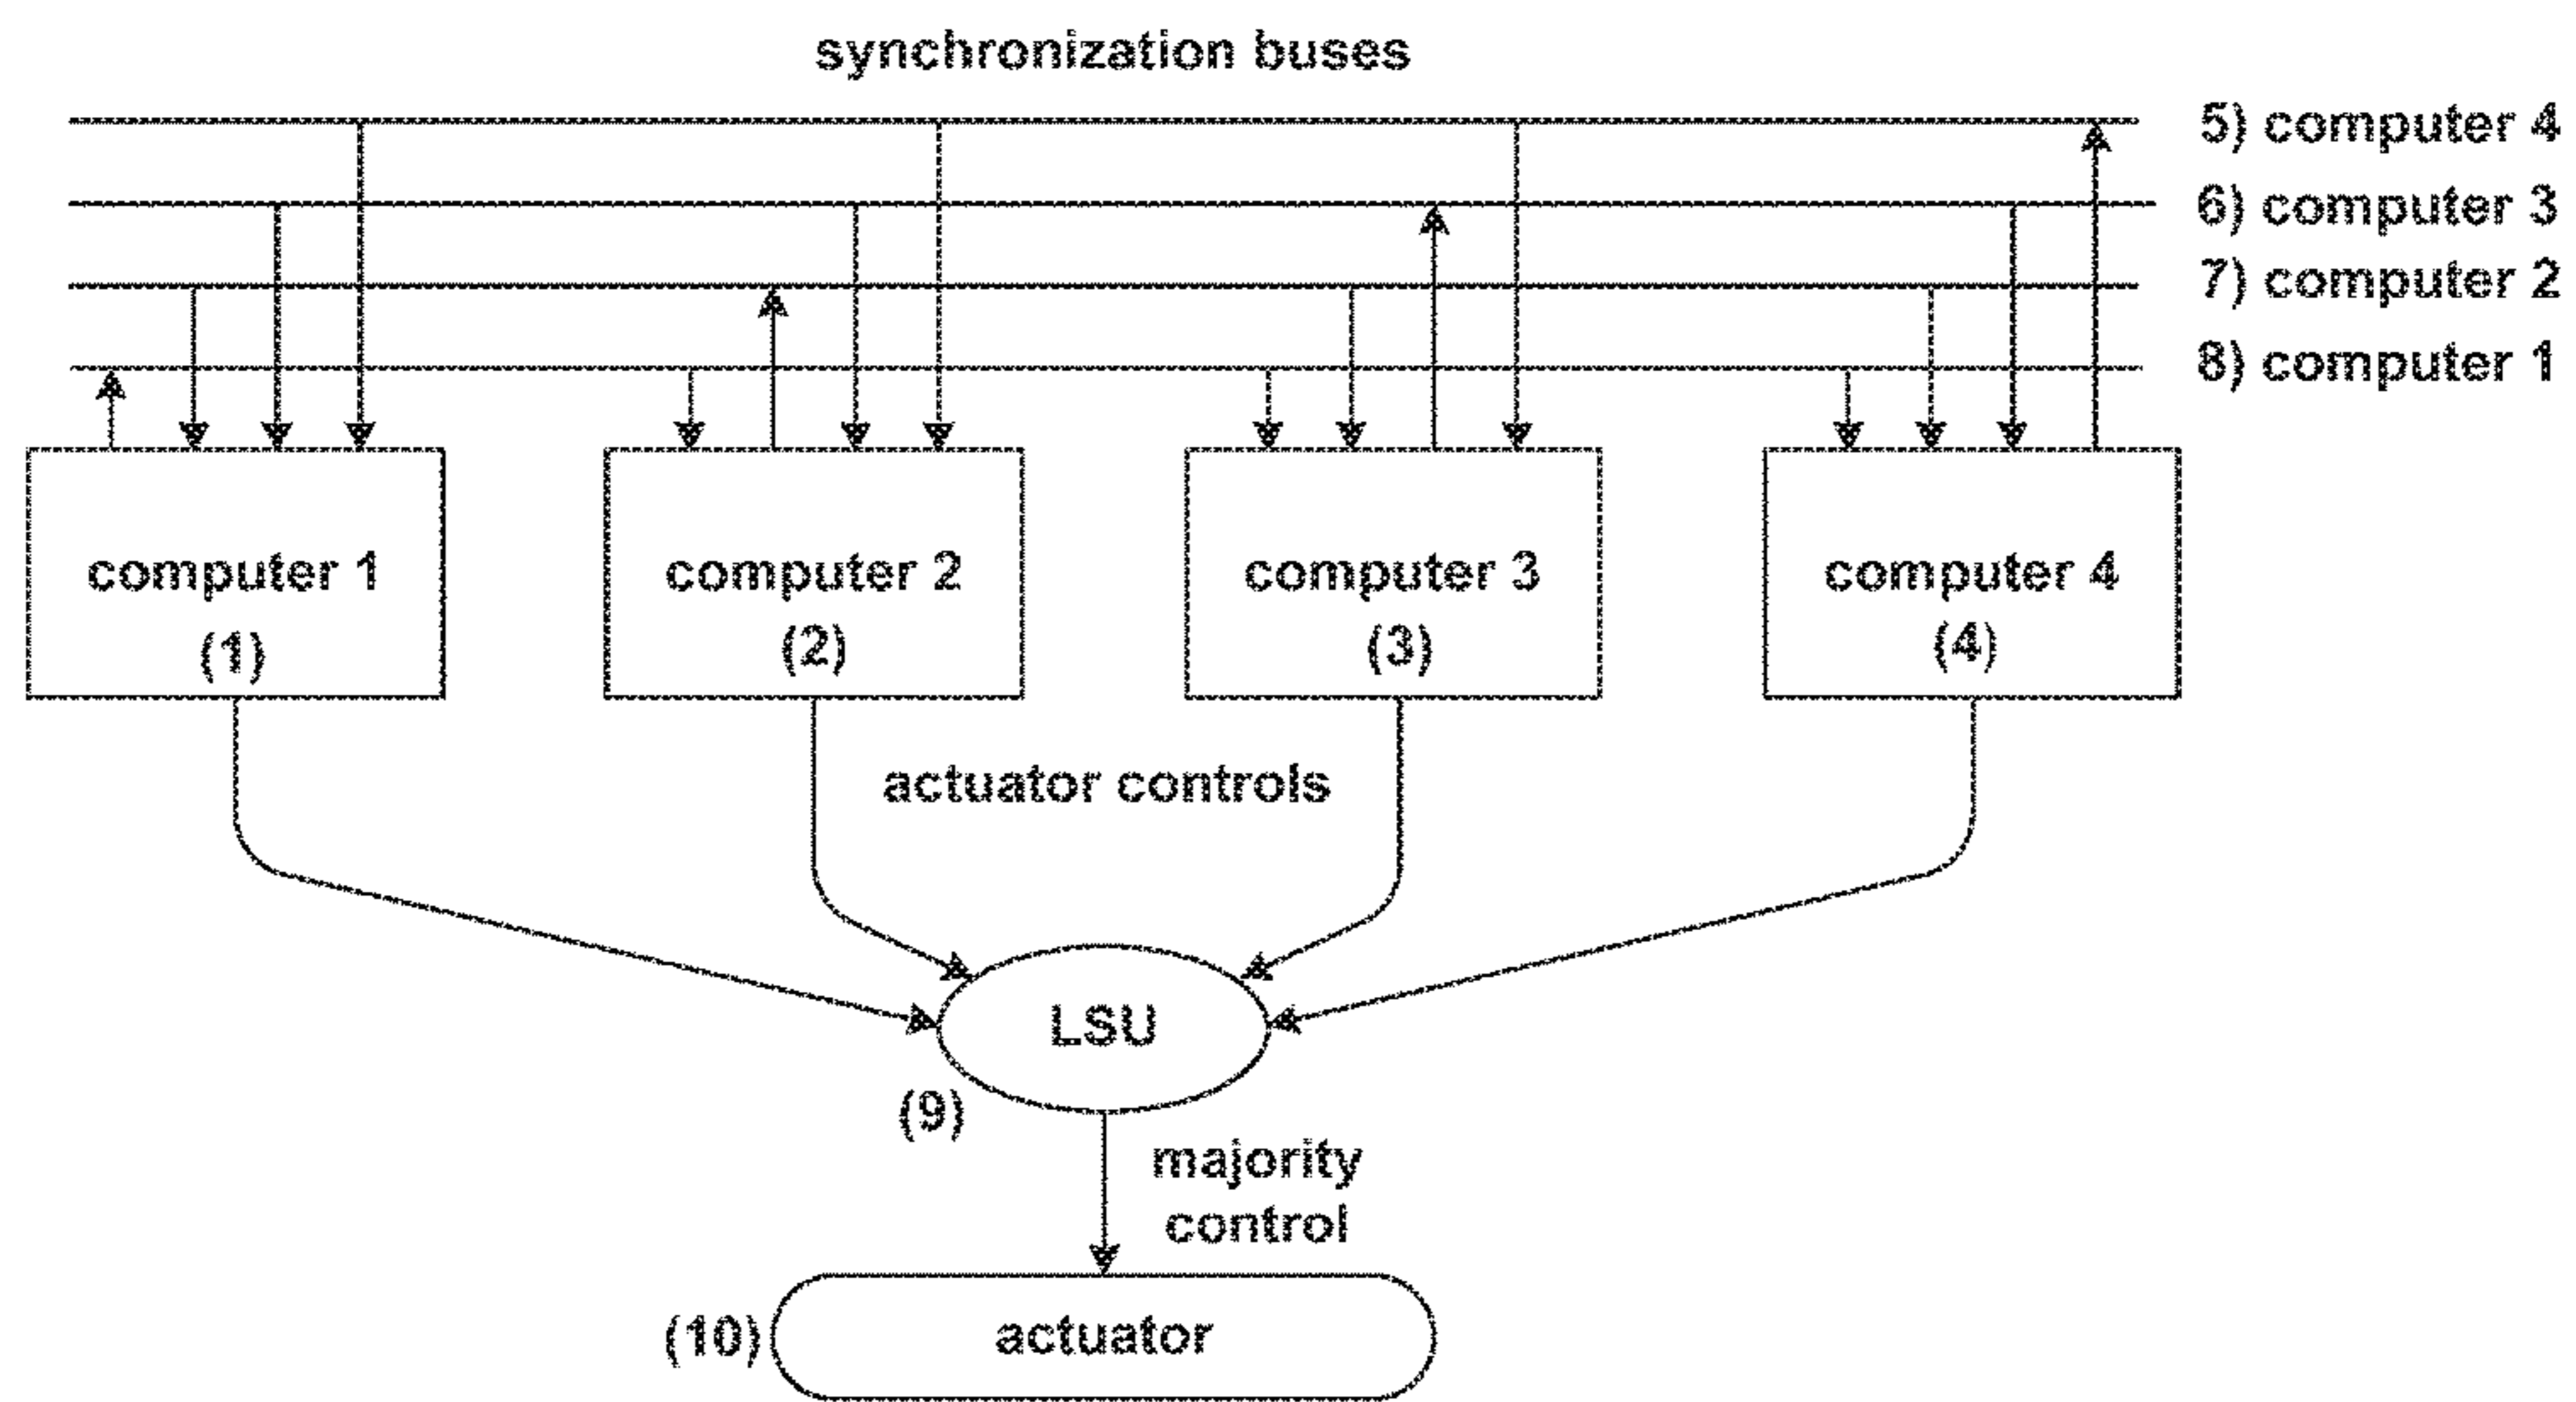 synchronization buses
5) computer 4
6) computer 3
7) computer 2
8) computer 1
computer 1
(1)
computer 2
(2)
computer 3
(3)
computer 4
(4)
actuator controls
LSU
(9)
majority
control
(10)
actuator